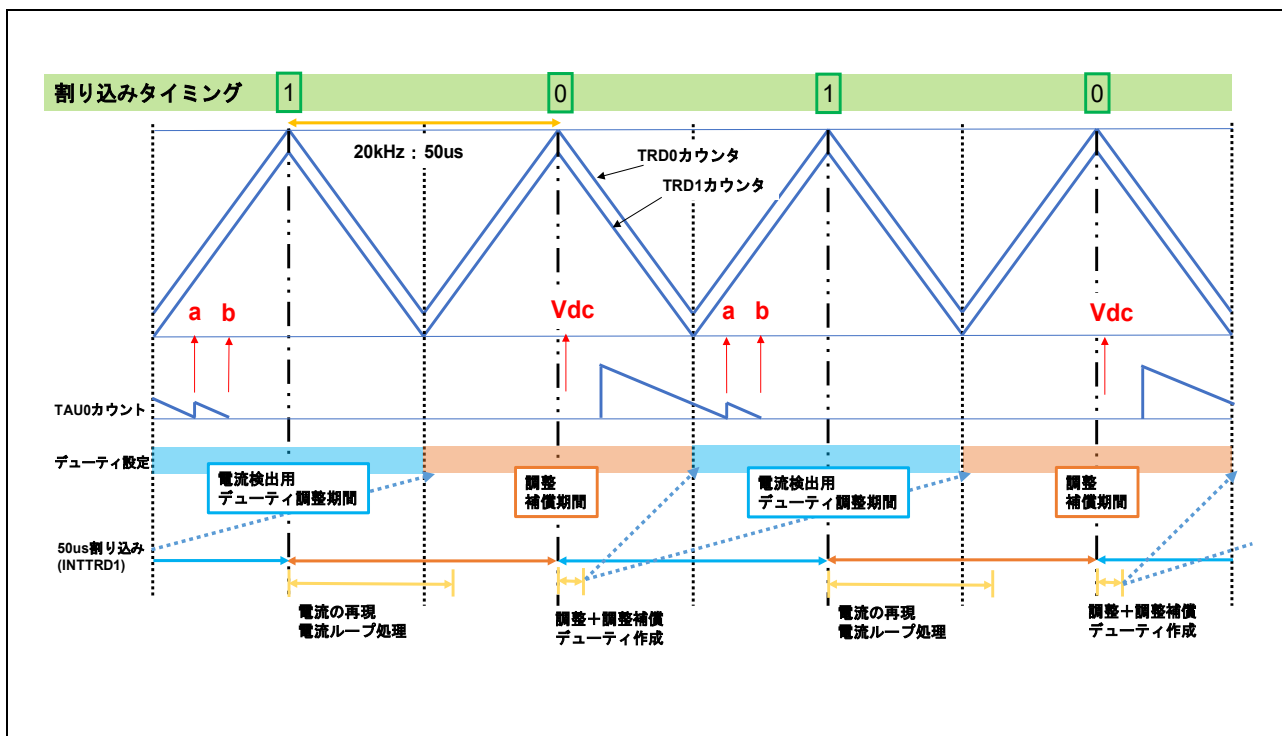 割り込みタイミング 1 0 1 0
20kHz：50us
TRD0カウンタ
TRD1カウンタ
a b Vdc a b Vdc
TAU0カウント
デューティ設定
電流検出用
デューティ調整期間
調整
補償期間
電流検出用
デューティ調整期間
調整
補償期間
50us割り込み
(INTTRD1)
電流の再現
電流ループ処理
調整＋調整補償
デューティ作成
電流の再現
電流ループ処理
調整＋調整補償
デューティ作成